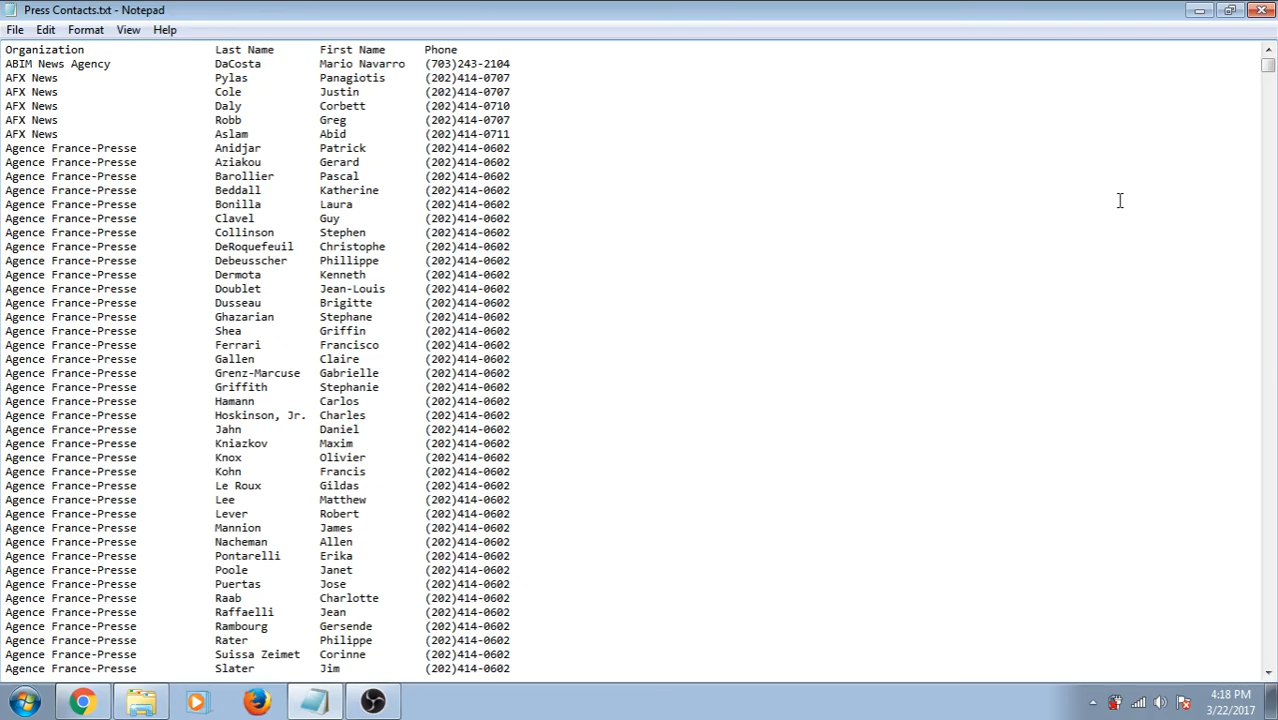 Press Contacts.txt - Notepad
File Edit Format View Help
Organization Last Name First Name Phone
ABIM News Agency DaCosta Mario Navarro (703)243-2104
AFX News Pylas Panagiotis (202)414-0707
AFX News Cole Justin (202)414-0707
AFX News Daly Corbett (202)414-0710
AFX News Robb Greg (202)414-0707
AFX News Aslam Abid (202)414-0711
Agence France-Presse Anidjar Patrick (202)414-0602
Agence France-Presse Aziakou Gerard (202)414-0602
Agence France-Presse Barollier Pascal (202)414-0602
Agence France-Presse Beddall Katherine (202)414-0602
Agence France-Presse Bonilla Laura (202)414-0602
Agence France-Presse Clavel Guy (202)414-0602
Agence France-Presse Collinson Stephen (202)414-0602
Agence France-Presse DeRoquefeuil Christophe (202)414-0602
Agence France-Presse Debeusscher Phillippe (202)414-0602
Agence France-Presse Dermota Kenneth (202)414-0602
Agence France-Presse Doublet Jean-Louis (202)414-0602
Agence France-Presse Dusseau Brigitte (202)414-0602
Agence France-Presse Ghazarian Stephane (202)414-0602
Agence France-Presse Shea Griffin (202)414-0602
Agence France-Presse Ferrari Francisco (202)414-0602
Agence France-Presse Gallen Claire (202)414-0602
Agence France-Presse Grenz-Marcuse Gabrielle (202)414-0602
Agence France-Presse Griffith Stephanie (202)414-0602
Agence France-Presse Hamann Carlos (202)414-0602
Agence France-Presse Hoskinson, Jr. Charles (202)414-0602
Agence France-Presse Jahn Daniel (202)414-0602
Agence France-Presse Kniazkov Maxim (202)414-0602
Agence France-Presse Knox Olivier (202)414-0602
Agence France-Presse Kohn Francis (202)414-0602
Agence France-Presse Le Roux Gildas (202)414-0602
Agence France-Presse Lee Matthew (202)414-0602
Agence France-Presse Lever Robert (202)414-0602
Agence France-Presse Mannion James (202)414-0602
Agence France-Presse Nacheman Allen (202)414-0602
Agence France-Presse Pontarelli Erika (202)414-0602
Agence France-Presse Poole Janet (202)414-0602
Agence France-Presse Puertas Jose (202)414-0602
Agence France-Presse Raab Charlotte (202)414-0602
Agence France-Presse Raffaelli Jean (202)414-0602
Agence France-Presse Rambourg Gersende (202)414-0602
Agence France-Presse Rater Philippe (202)414-0602
Agence France-Presse Suissa Zeimet Corinne (202)414-0602
Agence France-Presse Slater Jim (202)414-0602
4:18 PM
3/22/2017